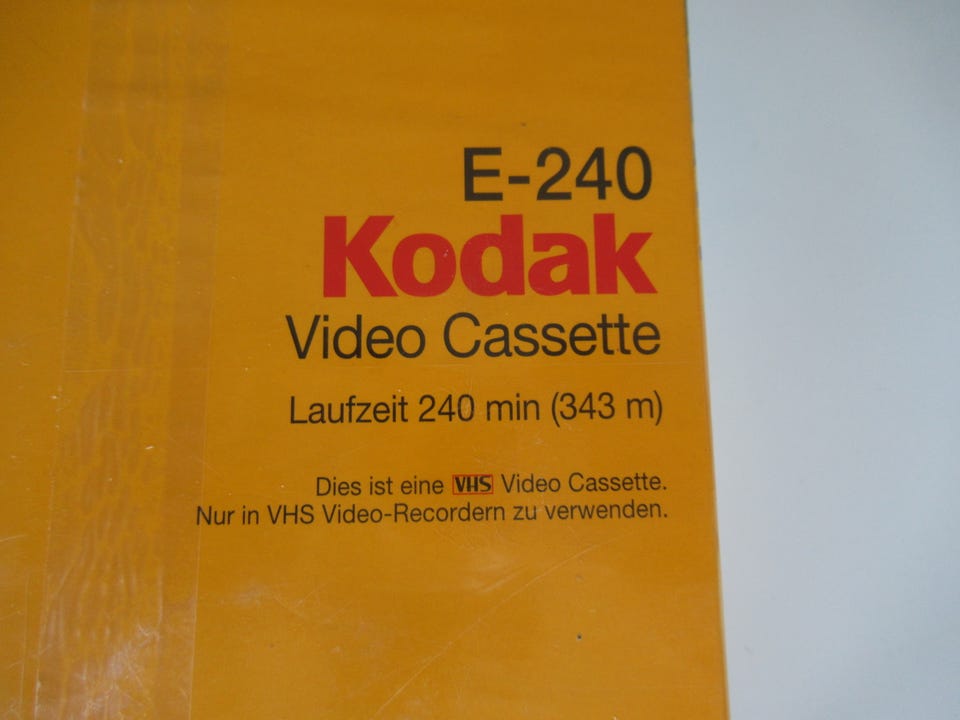 E-240
Kodak
Video Cassette
Laufzeit 240 min (343 m)
Dies ist eine VHS Video Cassette.
Nur in VHS Video-Recordern zu verwenden.